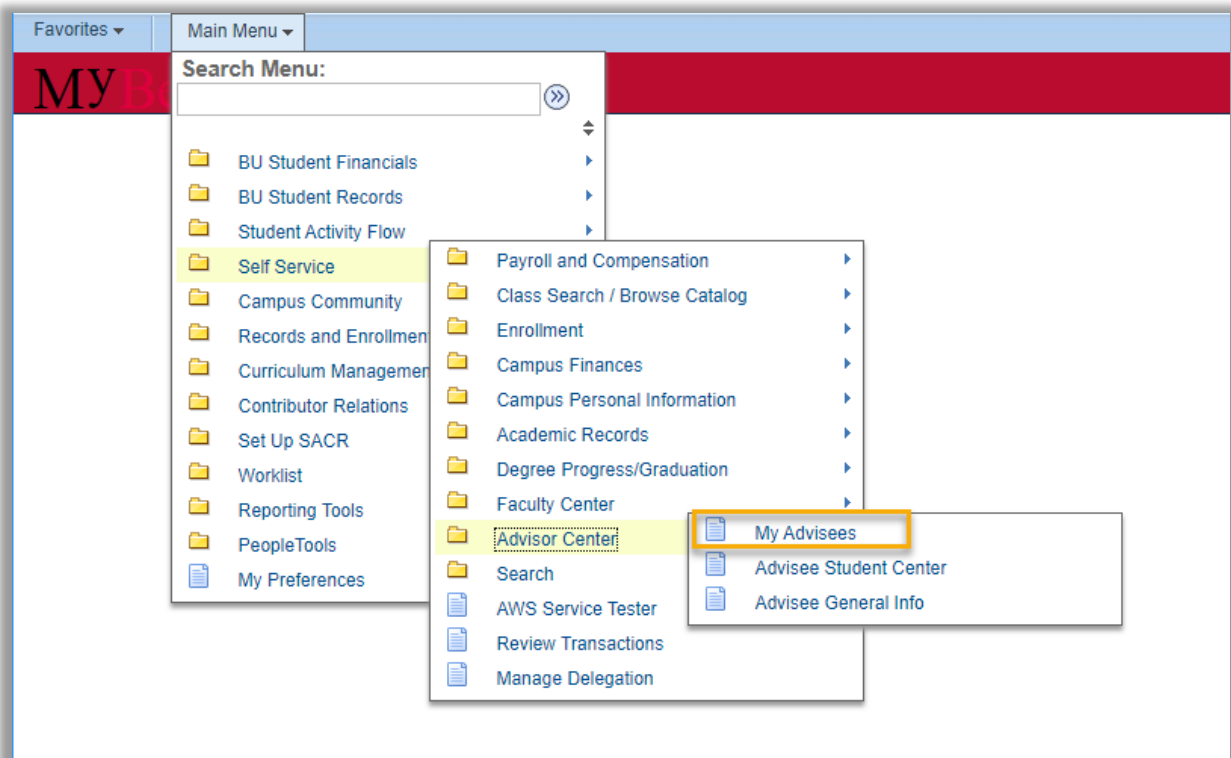 Favorites
Main Menu
Search Menu:
My
BU Student Financials
BU Student Records
Student Activity Flow
Self Service
Campus Community
Records and
Curriculum
Contributor Relations
Set Up SACR
Worklist
Reporting Tools
PeopleTools
My Preferences
Payroll and Compensation
Class Search / Browse Catalog
Enrollment
Campus Finances
Campus Personal Information
Academic Records
Degree Progress/Graduation
Faculty Center
Advisor Center
Search
AWS Service Tester
Review Transactions
Manage Delegation
My Advisees
Advisee Student Center
Advisee General Info